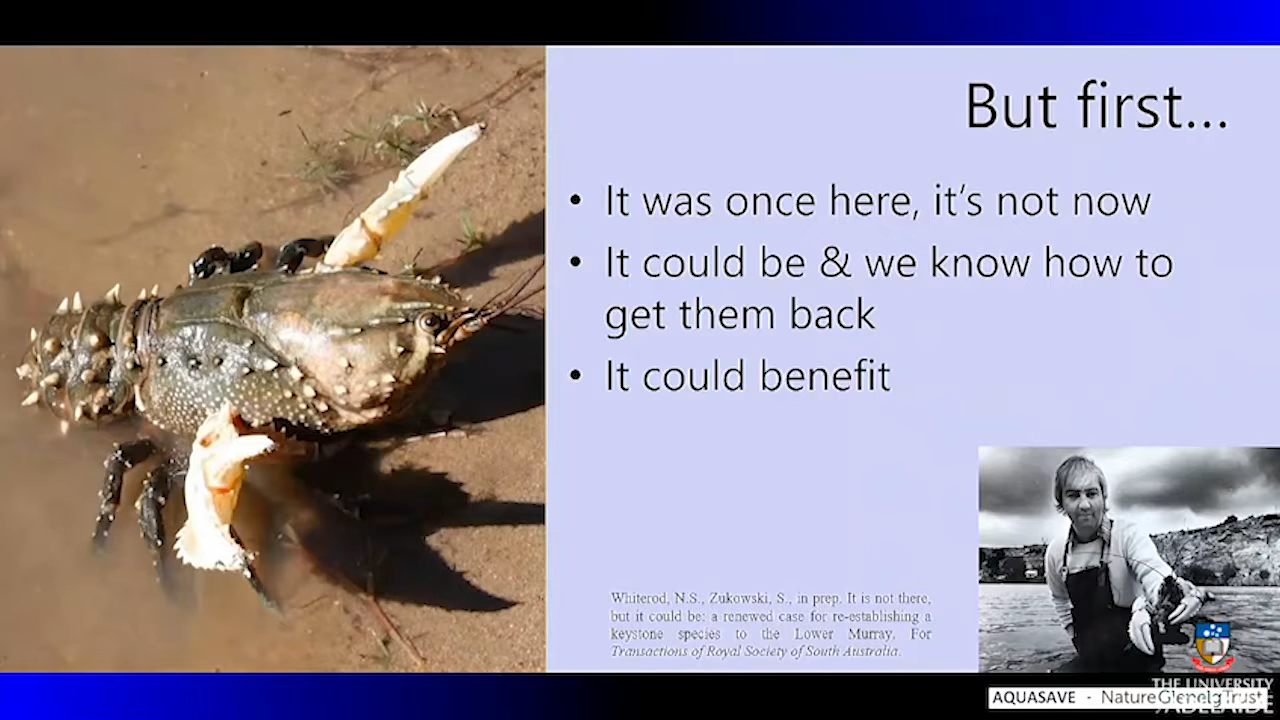 But first...
• It was once here, it's not now
• It could be & we know how to
get them back
• It could benefit
Whiterod, N.S., Zukowski, S., in prep. It is not there,
but it could be: a renewed case for re-establishing a
keystone species to the Lower Murray. For
Transactions of Royal Society of South Australia.
THE UNIVERSITY
AQUASAVE - NatureGlenelgTrust
ADELAIDE